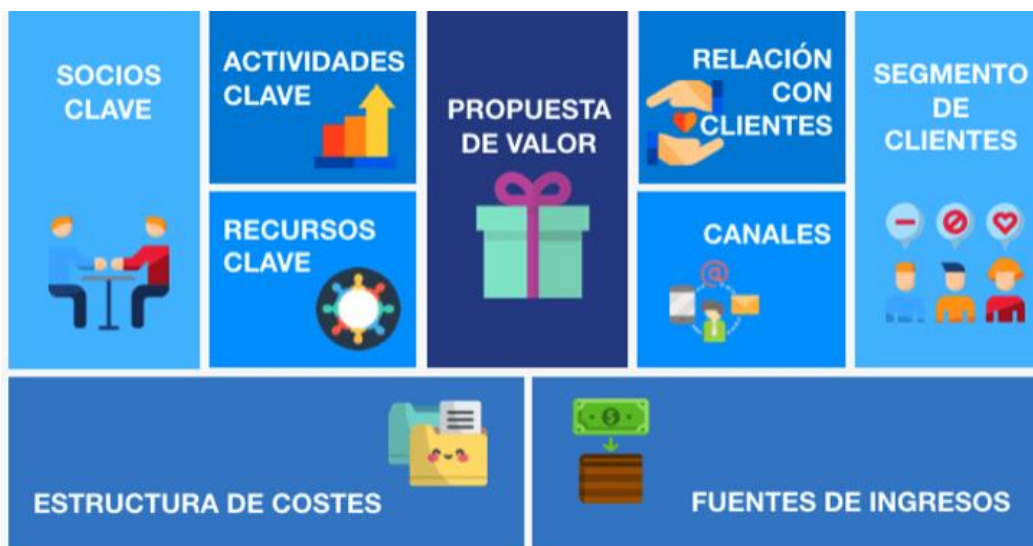 SOCIOS
CLAVE
ACTIVIDADES
CLAVE
RECURSOS
CLAVE
PROPUESTA
DE VALOR
RELACIÓN
CON
CLIENTES
CANALES
@
SEGMENTO
DE
CLIENTES
ESTRUCTURA DE COSTES
$
FUENTES DE INGRESOS